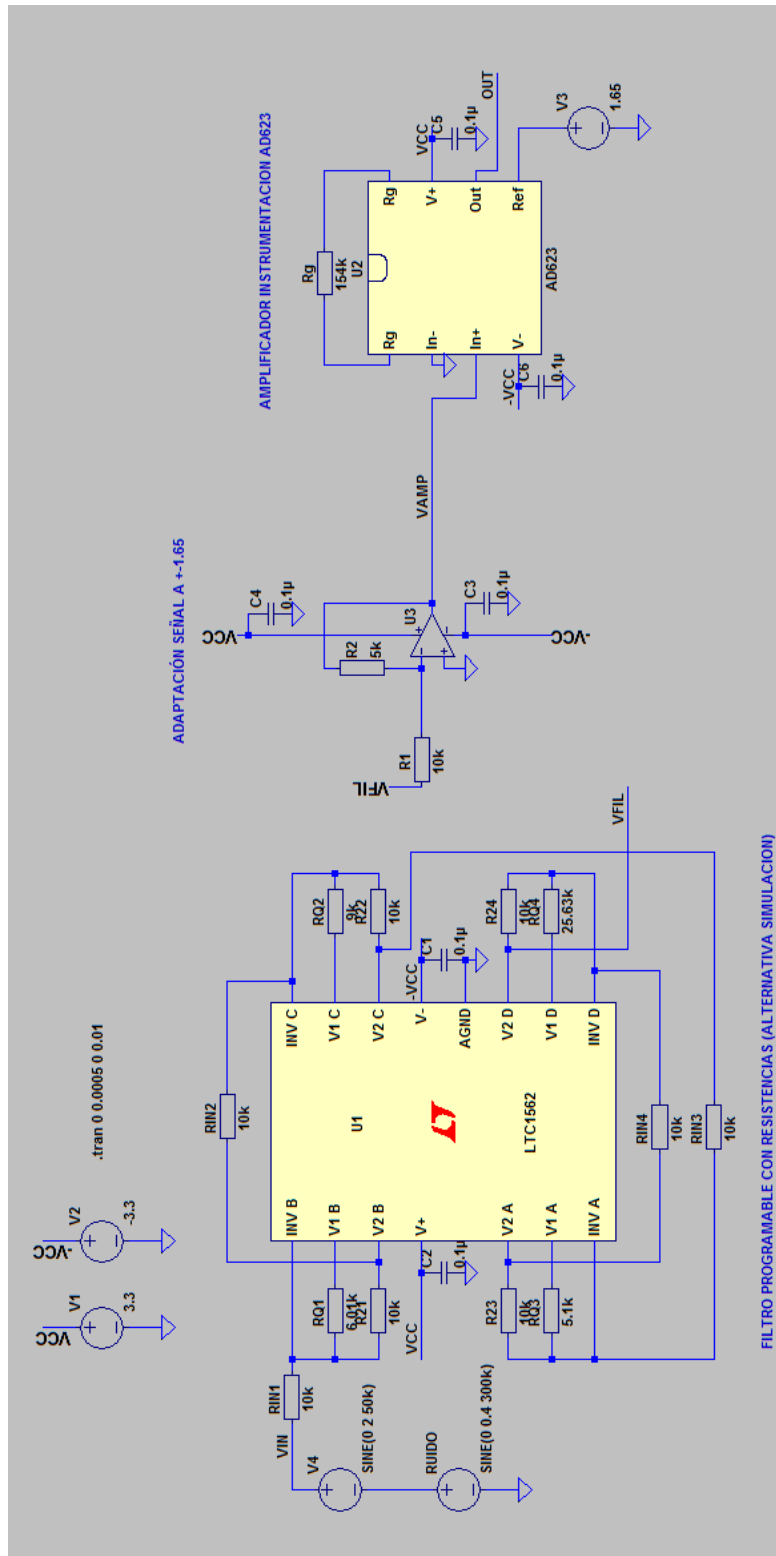 VCC
V1
3.3
-VCC
V2
-3.3
.tran 0 0.0005 0 0.01
VIN
V4
SINE(0 2 50k)
RUIDO
SINE(0 0.4 300k)
RIN1
10k
RIN2
10k
RQ1
6.01k
R21
10k
VCC
C2
0.1µ
R23
10k
RQ3
5.1k
INV B
V1 B
V2 B
V+
V2 A
V1 A
INV A
U1
LT
LTC1562
INV C
V1 C
V2 C
V-
AGND
V2 D
V1 D
INV D
RQ2
9k
R22
10k
-VCC
C1
0.1µ
R24
10k
RQ4
25.63k
RIN4
10k
RIN3
10k
VFIL
FILTRO PROGRAMABLE CON RESISTENCIAS (ALTERNATIVA SIMULACION)
ADAPTACIÓN SEÑAL A +-1.65
VFIL
R1
10k
R2
5k
VCC
C4
0.1µ
U3
C3
0.1µ
-VCC
VAMP
AMPLIFICADOR INSTRUMENTACION AD623
Rg
154k
U2
Rg
In-
In+
V-
Rg
V+
Out
Ref
AD623
-VCC
C6
0.1µ
VCC
C5
0.1µ
OUT
V3
1.65